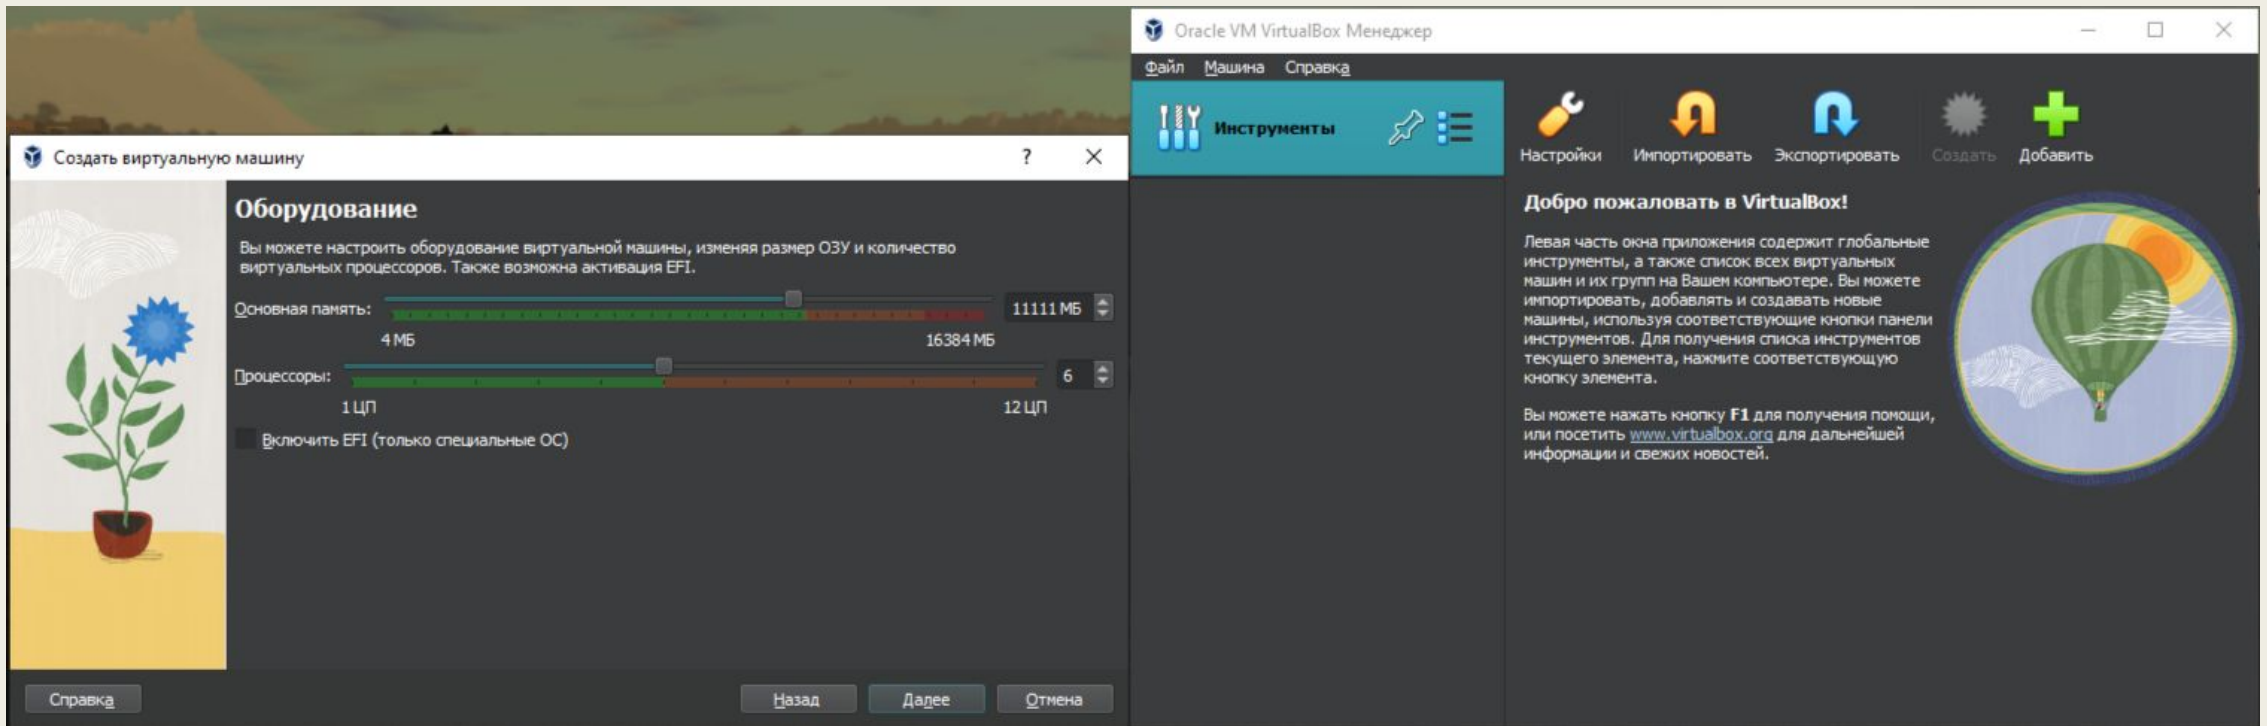 Создать виртуальную машину
?
Оборудование
Вы можете настроить оборудование виртуальной машины, изменяя размер ОЗУ и количество
виртуальных процессоров. Также возможна активация EFI.
Основная память:
11111 МБ
4 МБ
16384 МБ
Процессоры:
6
1 ЦП
12 ЦП
Включить EFI (только специальные ОС)
Справка
Назад
Далее
Отмена
Oracle VM VirtualBox Менеджер
Файл Машина Справка
Инструменты
Настройки
Импортировать
Экспортировать
Создать
Добавить
Добро пожаловать в VirtualBox!
Левая часть окна приложения содержит глобальные
инструменты, а также список всех виртуальных
машин и их групп на Вашем компьютере. Вы можете
импортировать, добавлять и создавать новые
машины, используя соответствующие кнопки панели
инструментов. Для получения списка инструментов
текущего элемента, нажмите соответствующую
кнопку элемента.
Вы можете нажать кнопку F1 для получения помощи,
или посетить www.virtualbox.org для дальнейшей
информации и свежих новостей.